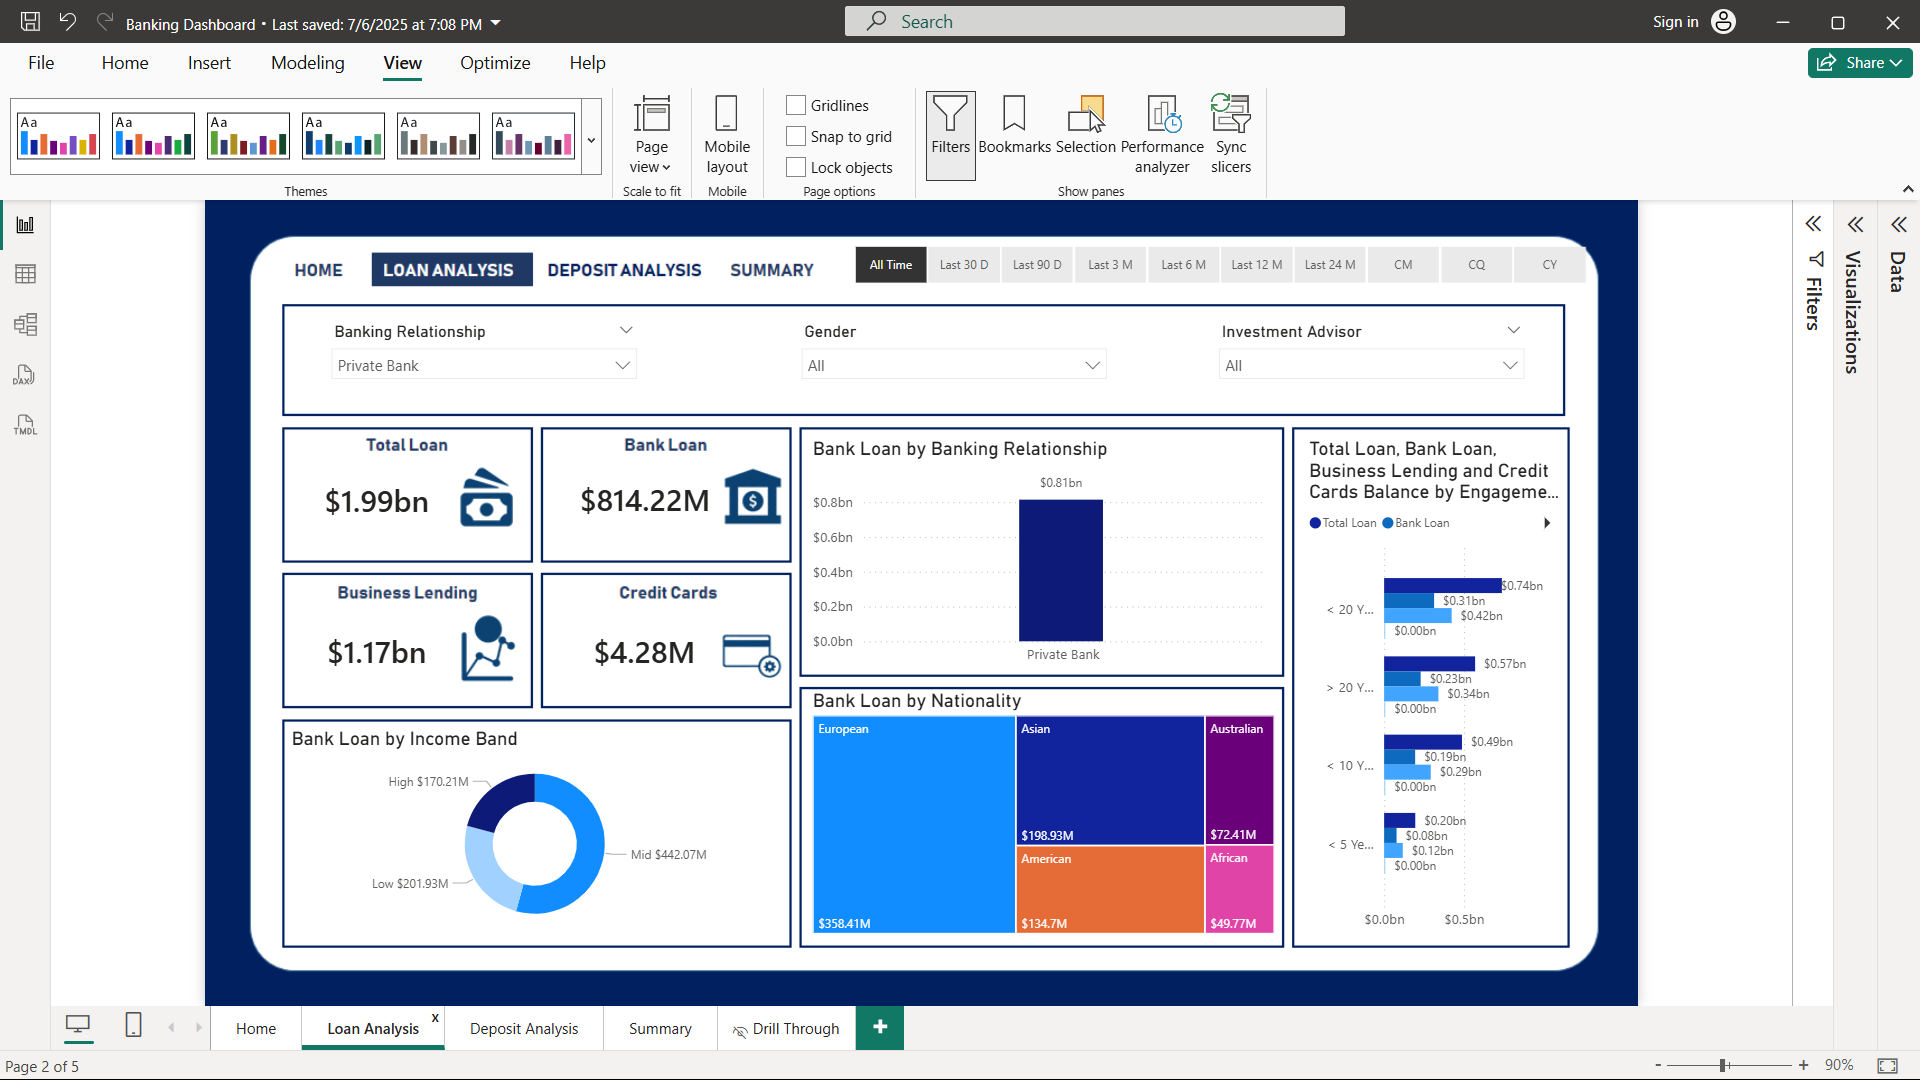 Banking Dashboard • Last saved: 7/6/2025 at 7:08 PM
Search
Sign in
File Home Insert Modeling View Optimize Help
Share
Aa Aa Aa Aa Aa Aa
Themes
Page view
Scale to fit
Mobile layout
Mobile
Gridlines
Snap to grid
Lock objects
Page options
Filters
Bookmarks
Selection
Performance analyzer
Sync slicers
Show panes
DAX
TMDL
HOME LOAN ANALYSIS DEPOSIT ANALYSIS SUMMARY
All Time Last 30 D Last 90 D Last 3 M Last 6 M Last 12 M Last 24 M CM CQ CY
Banking Relationship
Private Bank
Gender
All
Investment Advisor
All
Total Loan
$1.99bn
Bank Loan
$814.22M
Business Lending
$1.17bn
Credit Cards
$4.28M
Bank Loan by Income Band
High $170.21M
Mid $442.07M
Low $201.93M
Bank Loan by Banking Relationship
$0.81bn
$0.8bn
$0.6bn
$0.4bn
$0.2bn
$0.0bn
Private Bank
Bank Loan by Nationality
European
$358.41M
Asian
$198.93M
American
$134.7M
Australian
$72.41M
African
$49.77M
Total Loan, Bank Loan,
Business Lending and Credit
Cards Balance by Engageme...
Total Loan Bank Loan
< 20 Y...
$0.74bn
$0.31bn
$0.42bn
$0.00bn
> 20 Y...
$0.57bn
$0.23bn
$0.34bn
$0.00bn
< 10 Y...
$0.49bn
$0.19bn
$0.29bn
$0.00bn
< 5 Ye...
$0.20bn
$0.08bn
$0.12bn
$0.00bn
$0.0bn $0.5bn
Filters
Visualizations
Data
Home Loan Analysis x Deposit Analysis Summary Drill Through +
Page 2 of 5
- + 90%